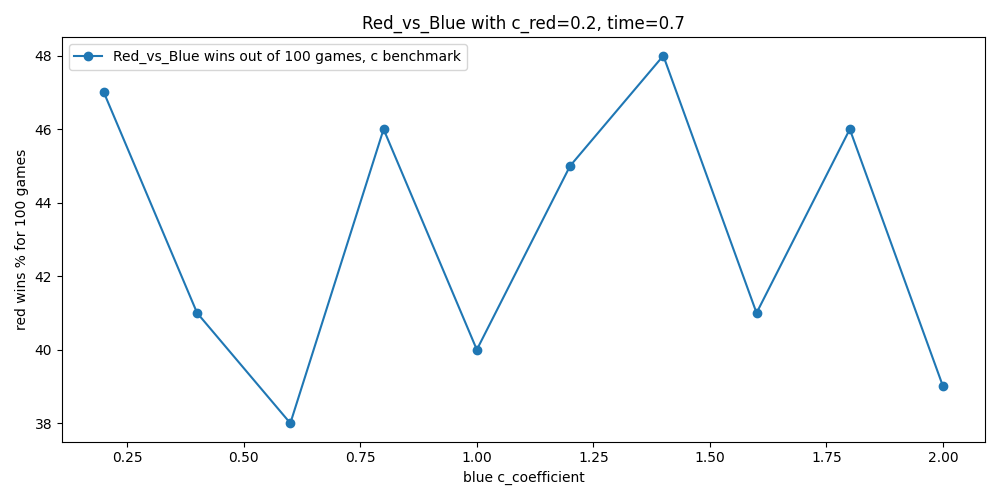 Red_vs_Blue with c_red=0.2, time=0.7
Red_vs_Blue wins out of 100 games, c benchmark
red wins % for 100 games
48
46
44
42
40
38
0.25 0.50 0.75 1.00 1.25 1.50 1.75 2.00
blue c_coefficient